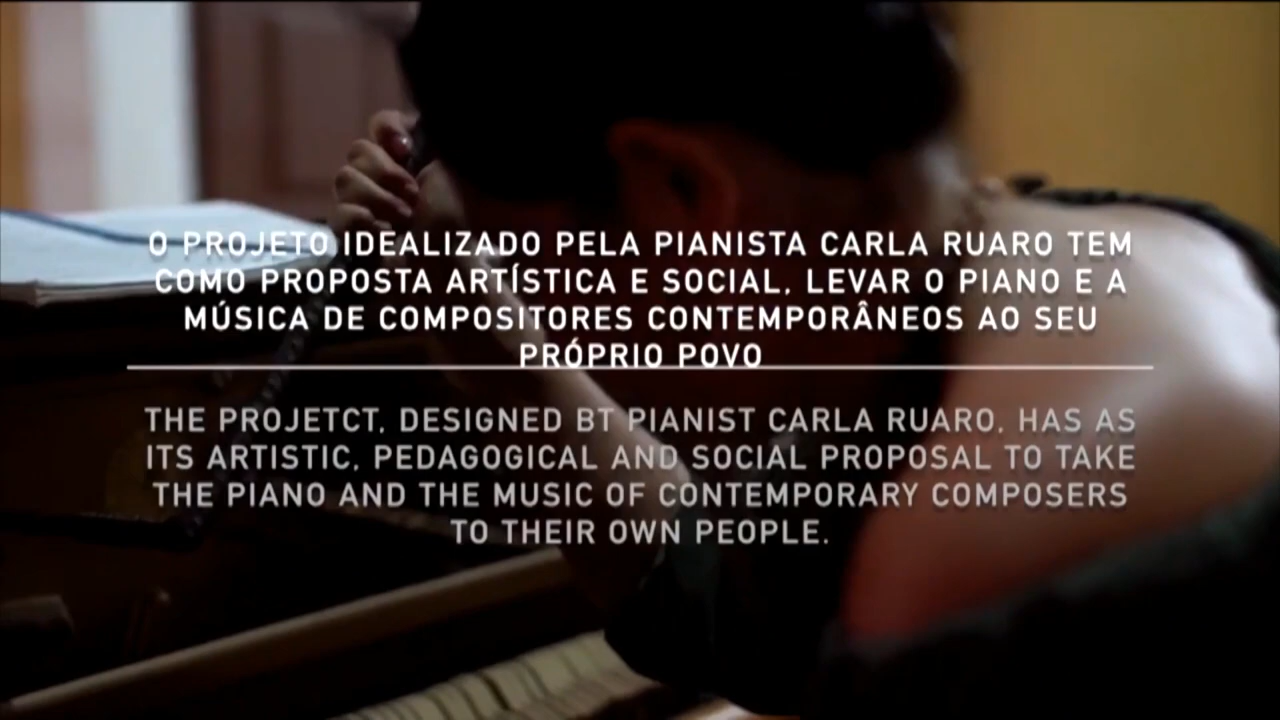 O PROJETO IDEALIZADO PELA PIANISTA CARLA RUARO TEM
COMO PROPOSTA ARTÍSTICA E SOCIAL, LEVAR O PIANO E A
MÚSICA DE COMPOSITORES CONTEMPORÂNEOS AO SEU
PRÓPRIO POVO
THE PROJETCT, DESIGNED BT PIANIST CARLA RUARO, HAS AS
ITS ARTISTIC, PEDAGOGICAL AND SOCIAL PROPOSAL TO TAKE
THE PIANO AND THE MUSIC OF CONTEMPORARY COMPOSERS
TO THEIR OWN PEOPLE.